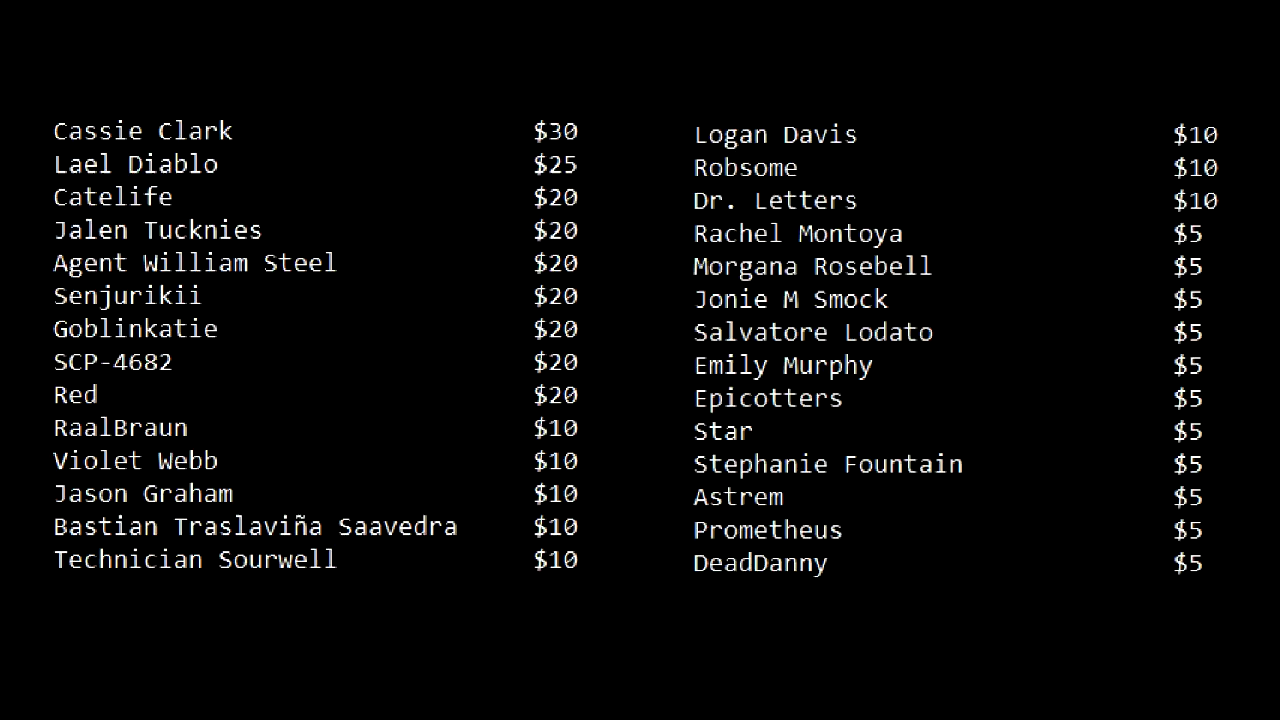 Cassie Clark $30
Lael Diablo $25
Catelife $20
Jalen Tucknies $20
Agent William Steel $20
Senjurikii $20
Goblinkatie $20
SCP-4682 $20
Red $20
RaalBraun $10
Violet Webb $10
Jason Graham $10
Bastian Traslaviña Saavedra $10
Technician Sourwell $10
Logan Davis $10
Robsome $10
Dr. Letters $10
Rachel Montoya $5
Morgana Rosebell $5
Jonie M Smock $5
Salvatore Lodato $5
Emily Murphy $5
Epicotters $5
Star $5
Stephanie Fountain $5
Astrem $5
Prometheus $5
DeadDanny $5